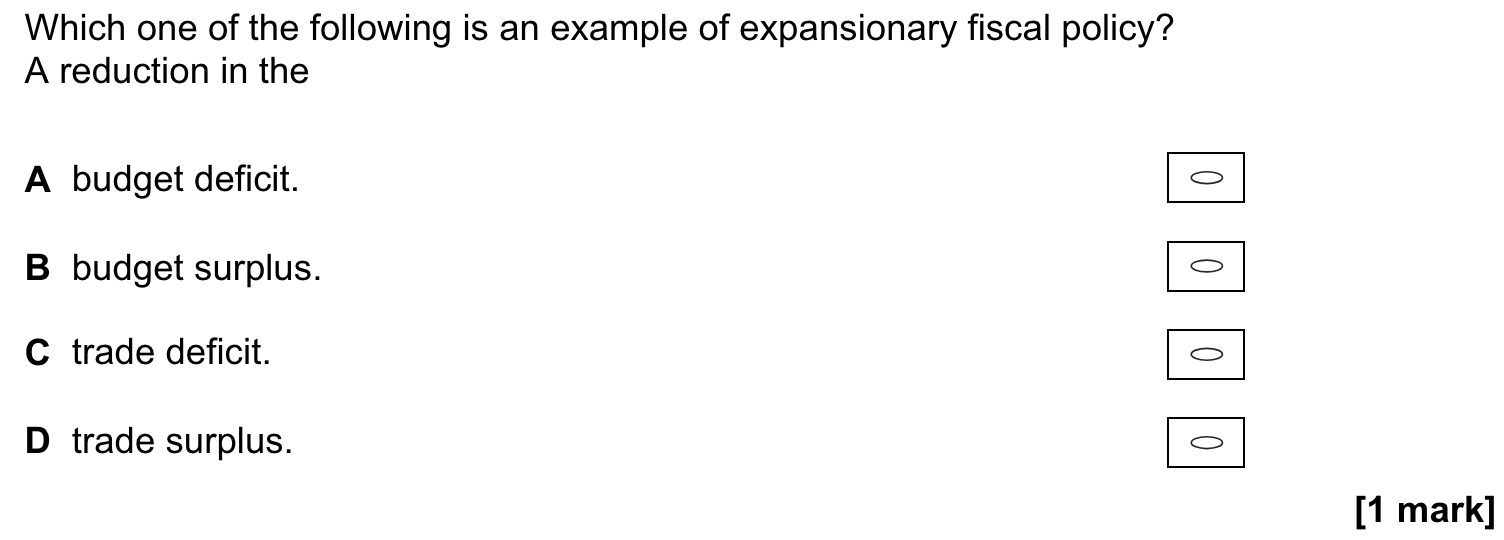 Which one of the following is an example of expansionary fiscal policy?
A reduction in the
A budget deficit.
B budget surplus.
C trade deficit.
D trade surplus.
[1 mark]